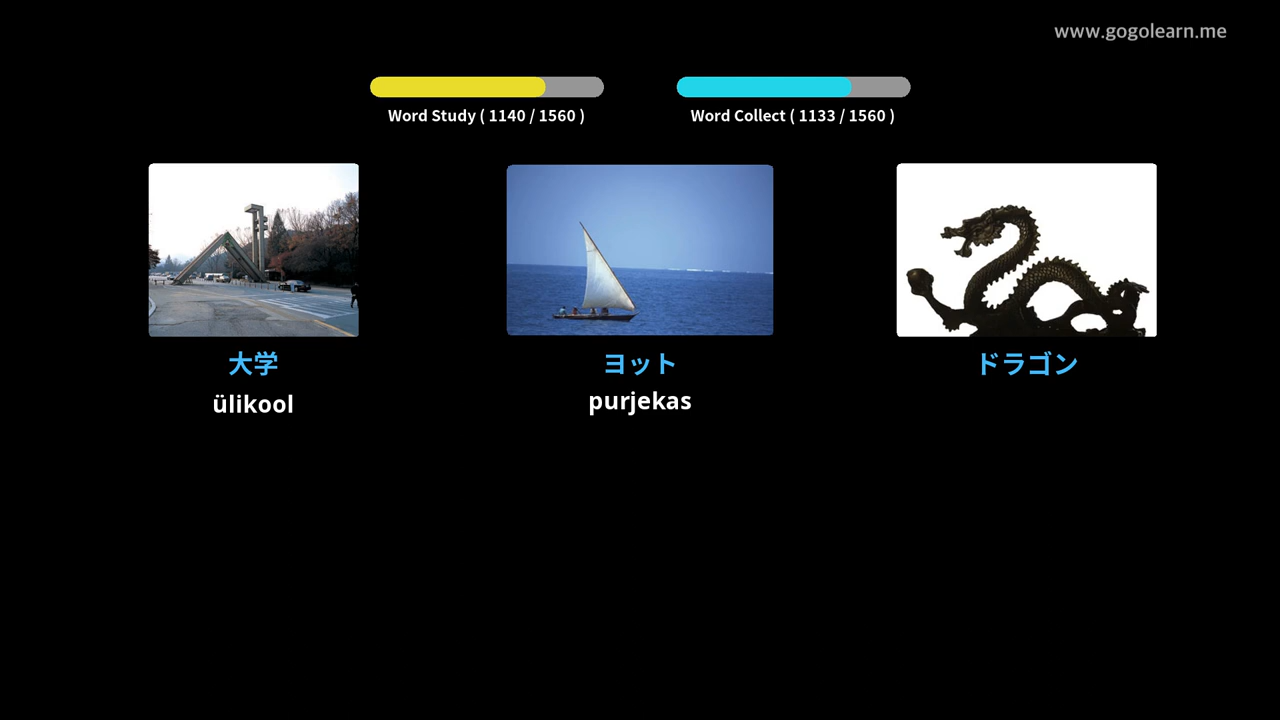 www.gogolearn.me
Word Study ( 1140 / 1560 )
Word Collect ( 1133 / 1560 )
大学
ヨット
ドラゴン
ülikool
purjekas